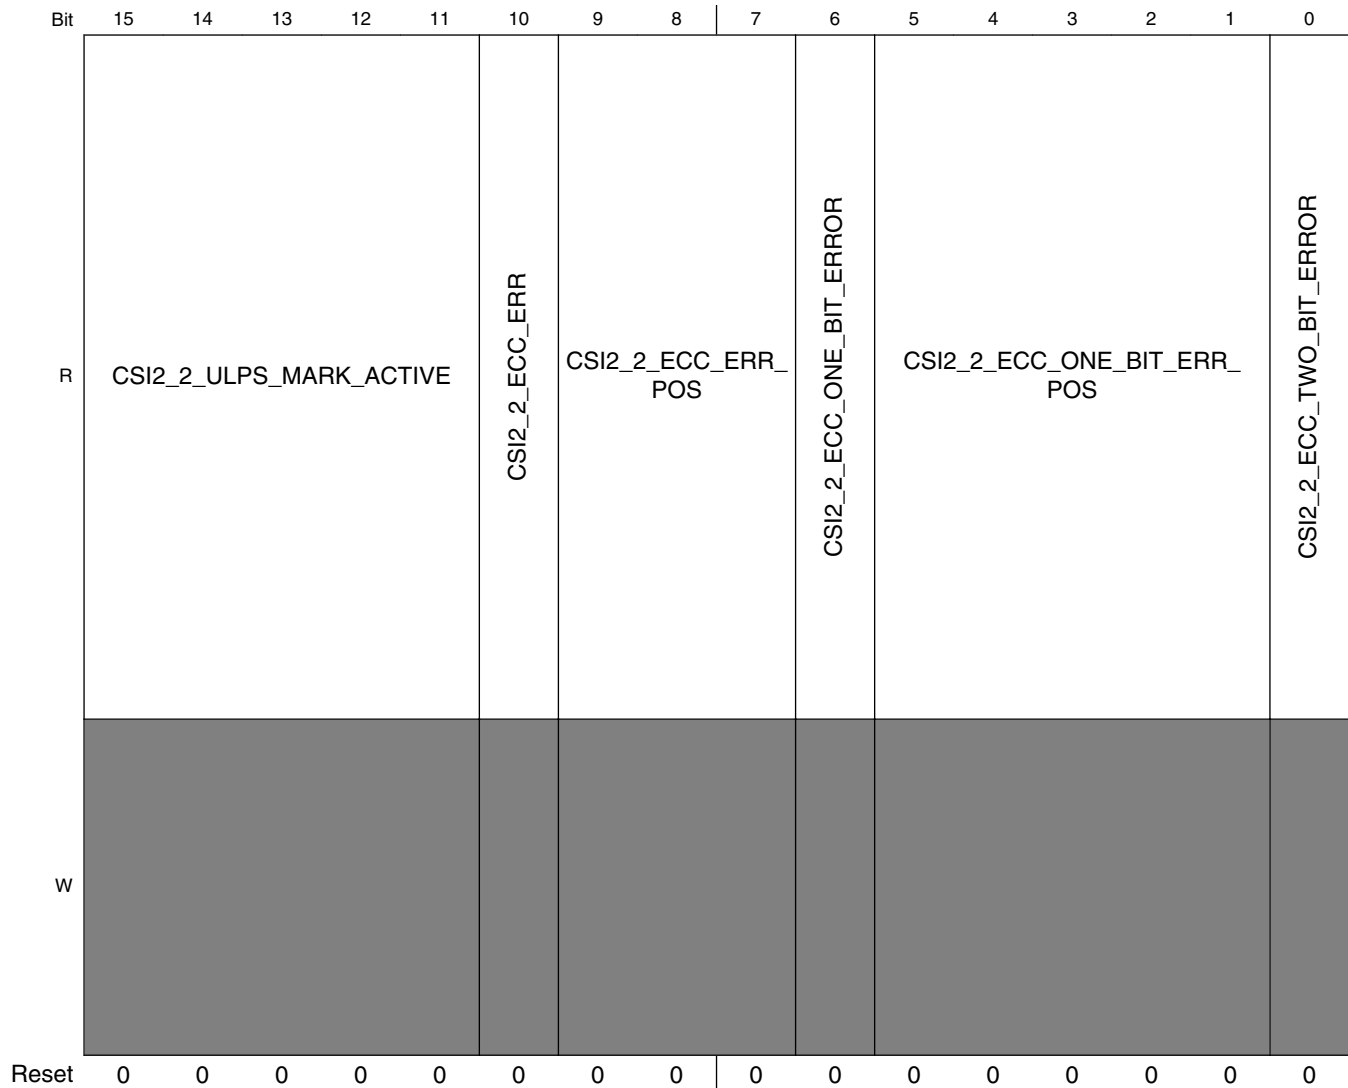 Bit 15 14 13 12 11 10 9 8 7 6 5 4 3 2 1 0
R
CSI2_2_ULPS_MARK_ACTIVE
CSI2_2_ECC_ERR
CSI2_2_ECC_ERR_
POS
CSI2_2_ECC_ONE_BIT_ERROR
CSI2_2_ECC_ONE_BIT_ERR_
POS
CSI2_2_ECC_TWO_BIT_ERROR
W
Reset 0 0 0 0 0 0 0 0 0 0 0 0 0 0 0 0